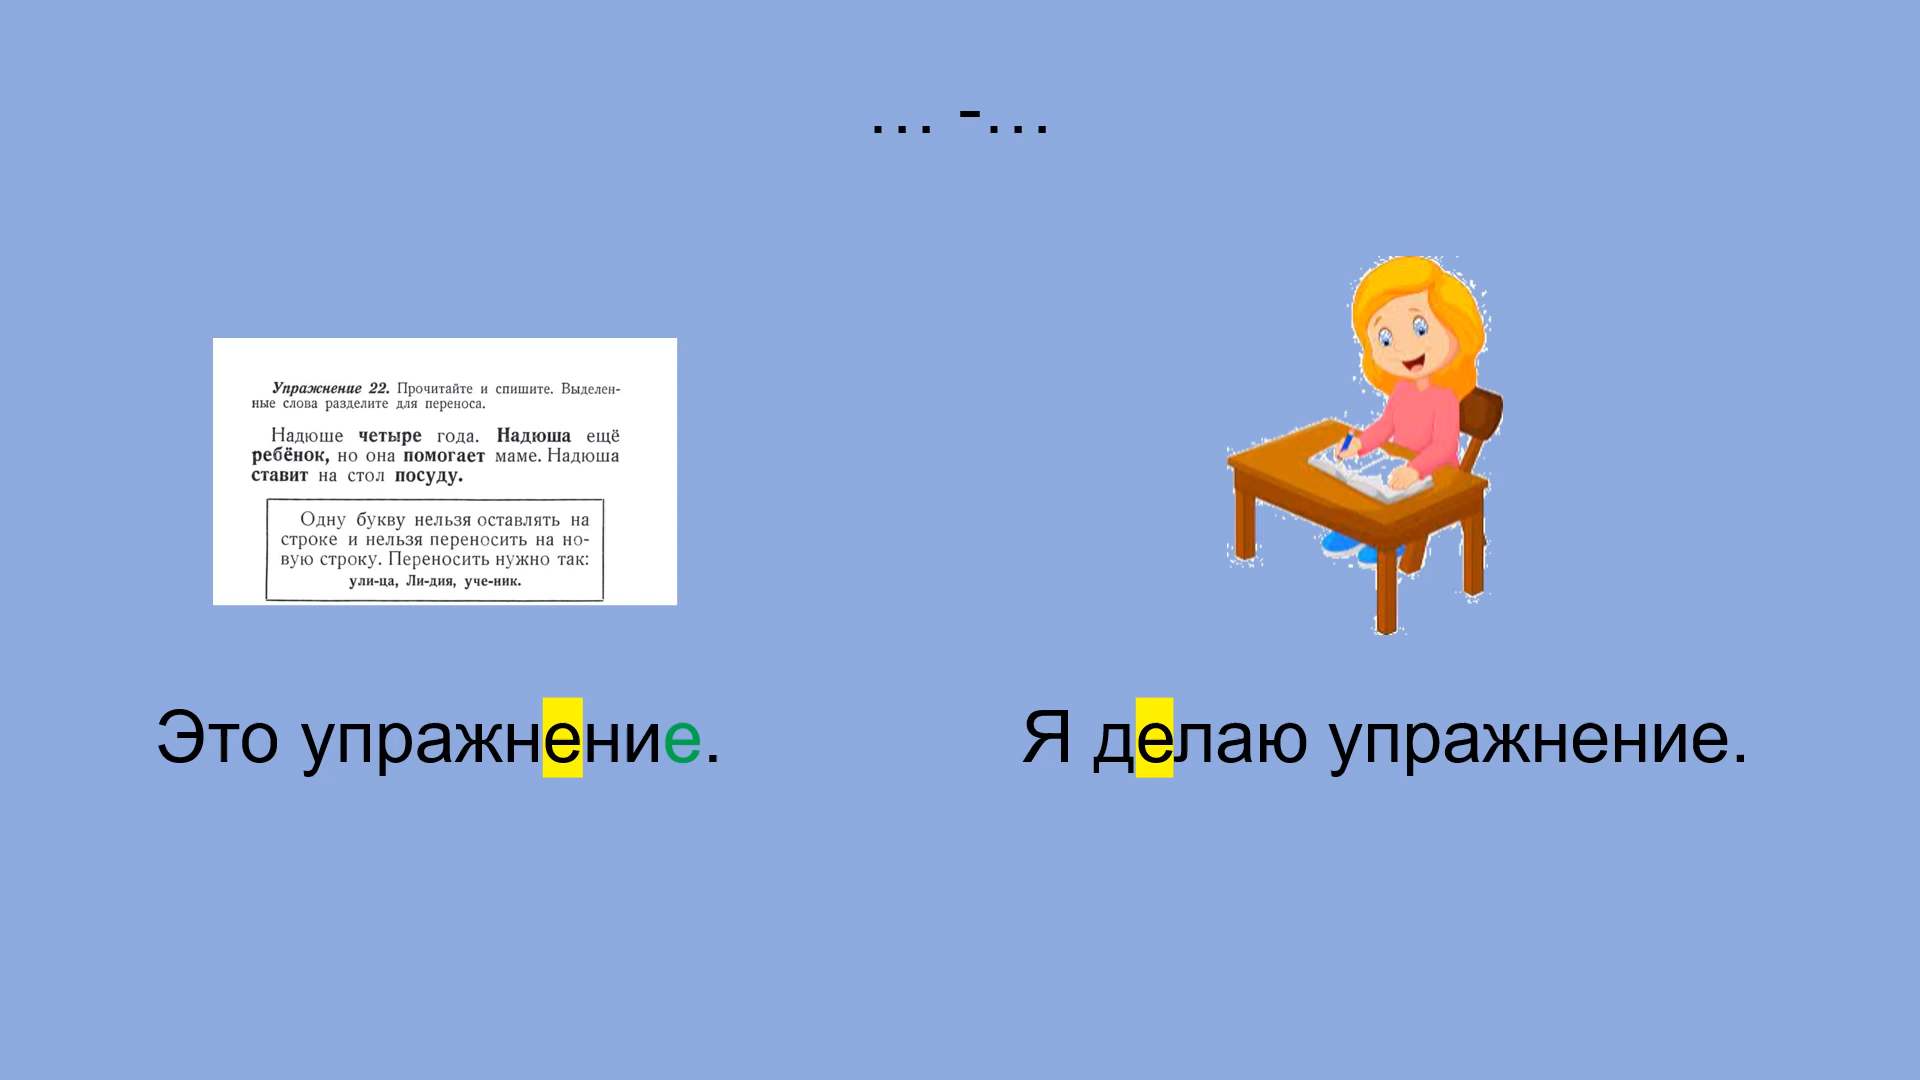 ... -...
Упражнение 22. Прочитайте и спишите. Выделен-
ные слова разделите для переноса.
Надюше четыре года. Надюша ещё
ребёнок, но она помогает маме. Надюша
ставит на стол посуду.
Одну букву нельзя оставлять на
строке и нельзя переносить на но-
вую строку. Переносить нужно так:
ули-ца, Ли-дия, уче-ник.
Это упражнение.
Я делаю упражнение.